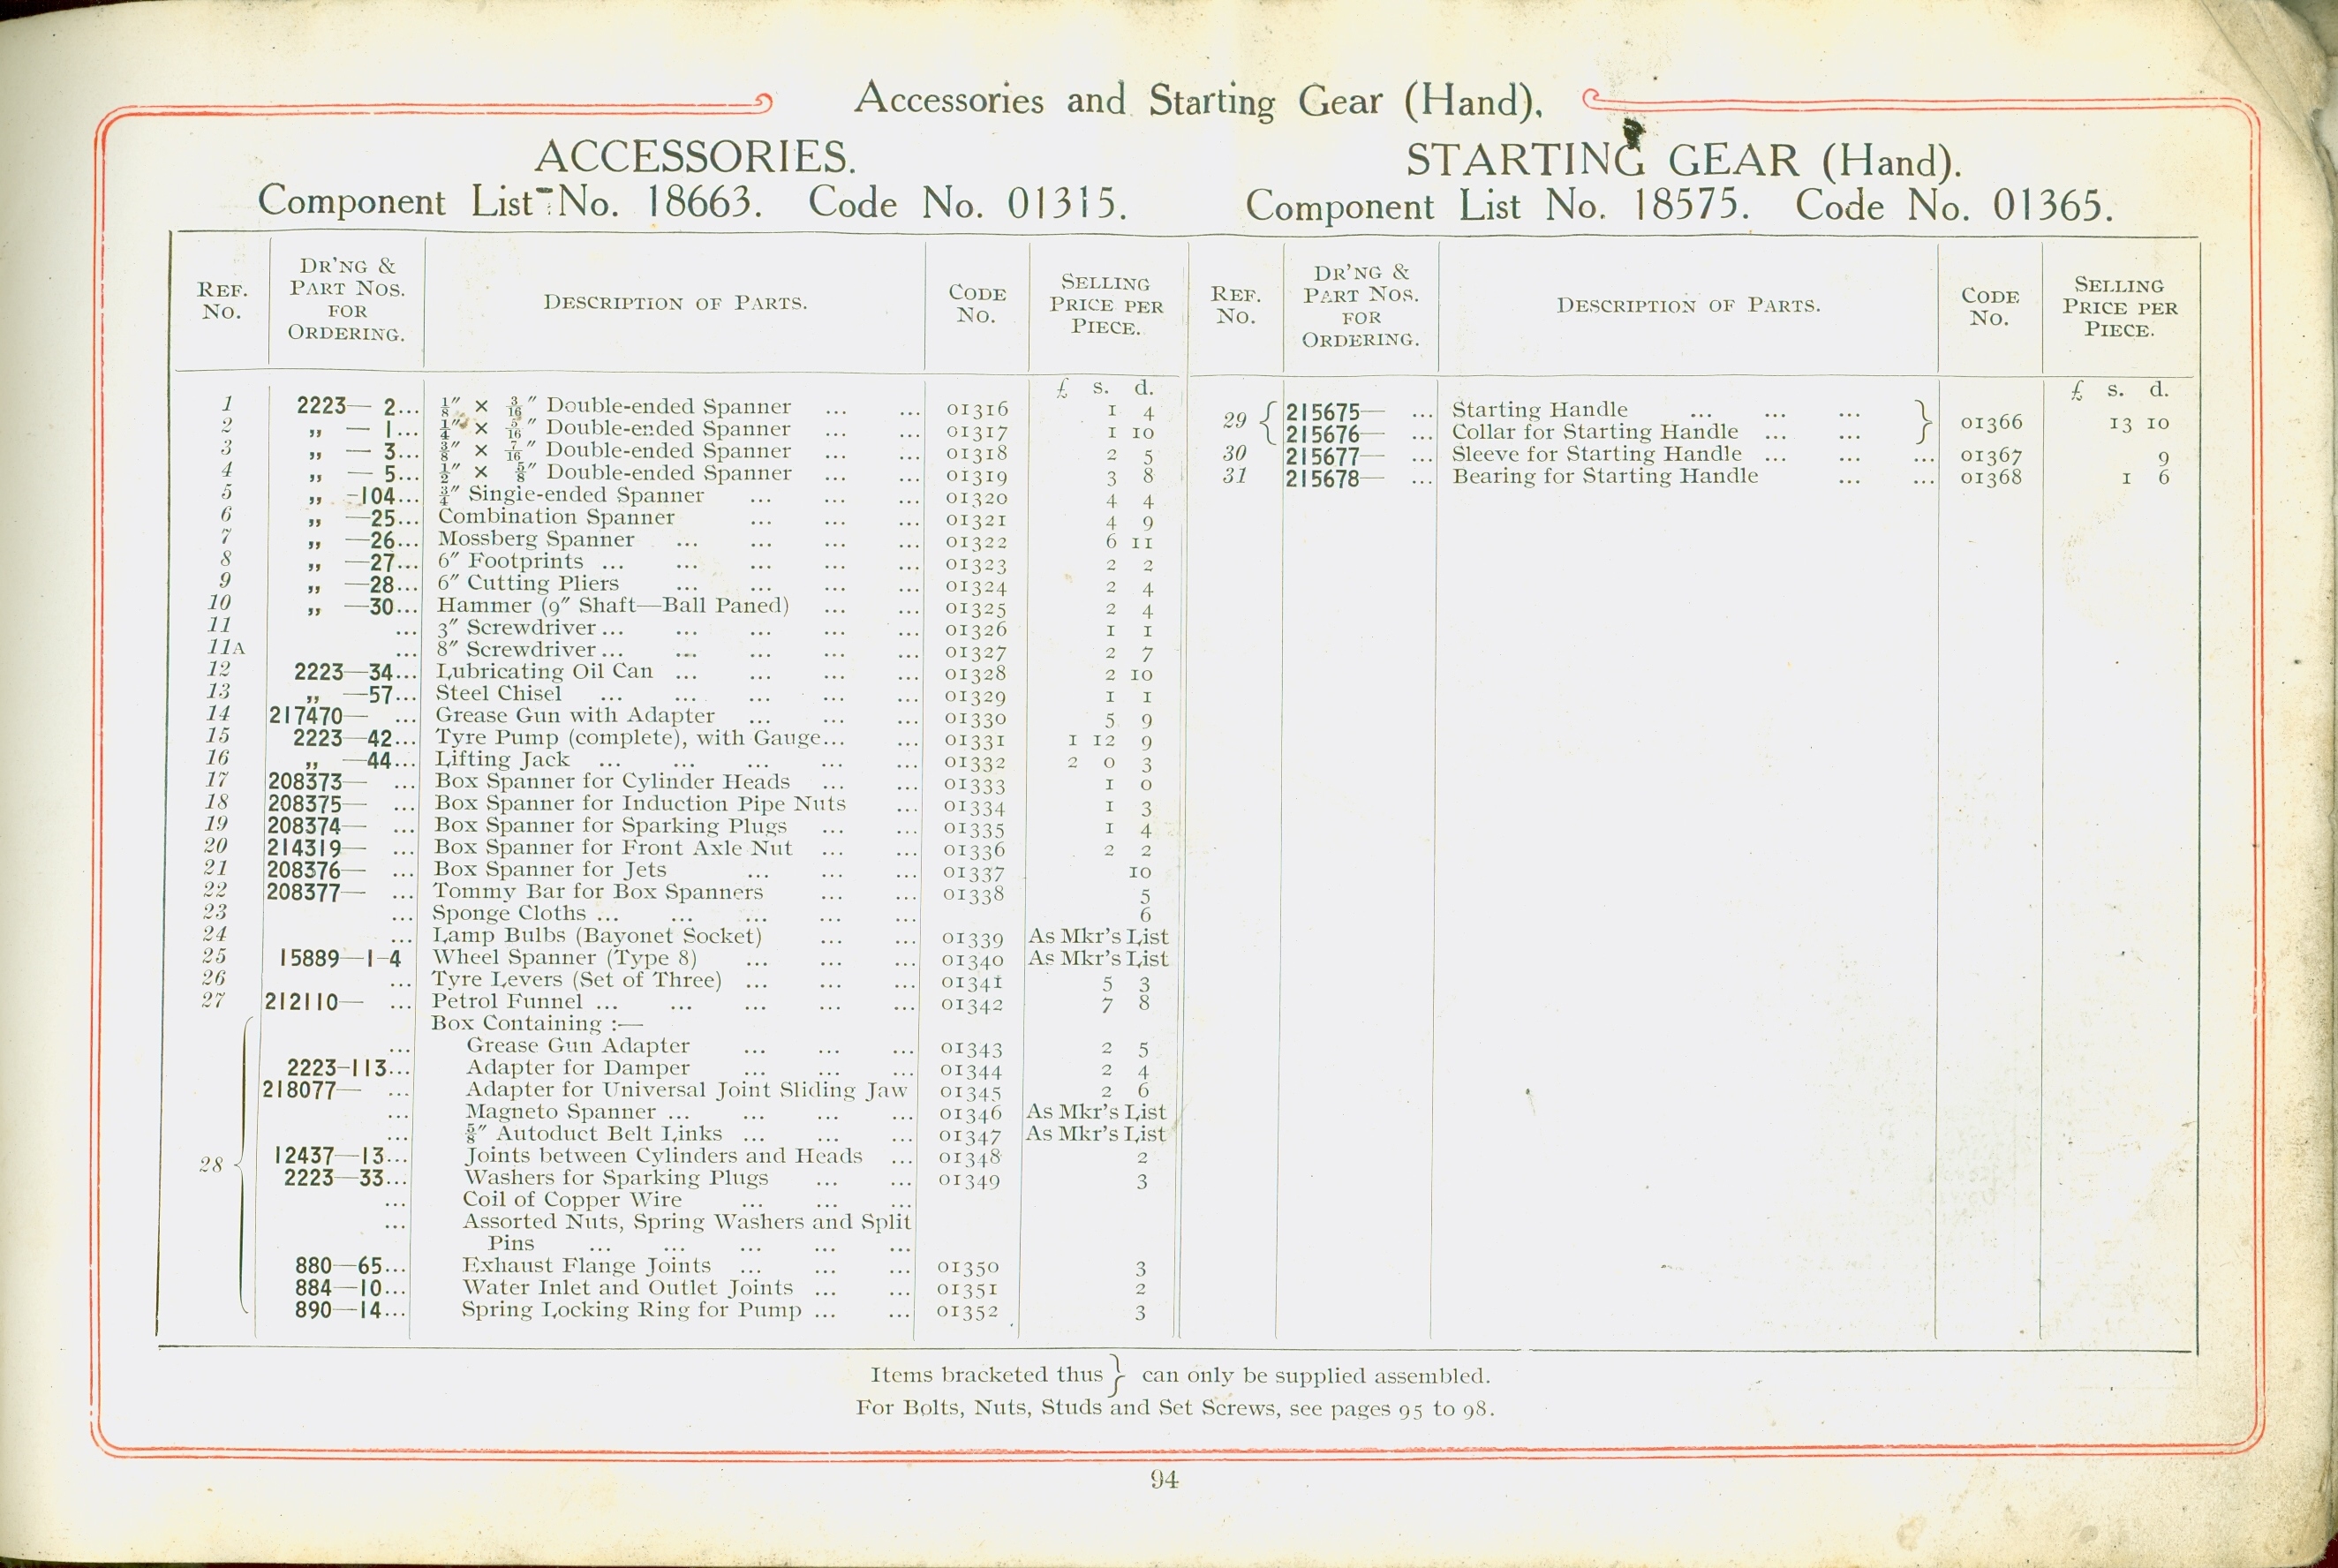 Accessories and Starting Gear (Hand).
ACCESSORIES.
Component List No. 18663. Code No. 01315.
REF. No. DR'NG & PART NOS. FOR ORDERING. DESCRIPTION OF PARTS. CODE No. SELLING PRICE PER PIECE.
£ s. d.
1 2223— 2... 1/8" × 3/16" Double-ended Spanner ... ... 01316 1 4
2 „ — 1... 1/4" × 5/16" Double-ended Spanner ... ... 01317 1 10
3 „ — 3... 3/8" × 7/16" Double-ended Spanner ... ... 01318 2 5
4 „ — 5... 1/2" × 5/8" Double-ended Spanner ... ... 01319 3 8
5 „ -104... 3/4" Single-ended Spanner ... ... ... 01320 4 4
6 „ —25... Combination Spanner ... ... ... 01321 4 9
7 „ —26... Mossberg Spanner ... ... ... ... 01322 6 11
8 „ —27... 6" Footprints ... ... ... ... ... 01323 2 2
9 „ —28... 6" Cutting Pliers ... ... ... ... 01324 2 4
10 „ —30... Hammer (9" Shaft—Ball Paned) ... ... 01325 2 4
11 ... 3" Screwdriver ... ... ... ... ... 01326 1 1
11A ... 8" Screwdriver ... ... ... ... ... 01327 2 7
12 2223—34... Lubricating Oil Can ... ... ... ... 01328 2 10
13 „ —57... Steel Chisel ... ... ... ... ... 01329 1 1
14 217470— ... Grease Gun with Adapter ... ... ... 01330 5 9
15 2223—42... Tyre Pump (complete), with Gauge... ... 01331 1 12 9
16 „ —44... Lifting Jack ... ... ... ... ... 01332 2 0 3
17 208373— ... Box Spanner for Cylinder Heads ... ... 01333 1 0
18 208375— ... Box Spanner for Induction Pipe Nuts ... 01334 1 3
19 208374— ... Box Spanner for Sparking Plugs ... ... 01335 1 4
20 214319— ... Box Spanner for Front Axle Nut ... ... 01336 2 2
21 208376— ... Box Spanner for Jets ... ... ... 01337 10
22 208377— ... Tommy Bar for Box Spanners ... ... 01338 5
23 ... Sponge Cloths ... ... ... ... ... 6
24 ... Lamp Bulbs (Bayonet Socket) ... ... 01339 As Mkr's List
25 15889—1-4 Wheel Spanner (Type 8) ... ... ... 01340 As Mkr's List
26 ... Tyre Levers (Set of Three) ... ... ... 01341 5 3
27 212110— ... Petrol Funnel ... ... ... ... ... 01342 7 8
28 { Box Containing :—
... Grease Gun Adapter ... ... ... 01343 2 5
2223-113... Adapter for Damper ... ... ... 01344 2 4
218077— ... Adapter for Universal Joint Sliding Jaw 01345 2 6
... Magneto Spanner ... ... ... ... 01346 As Mkr's List
... 5/8" Autoduct Belt Links ... ... ... 01347 As Mkr's List
12437—13... Joints between Cylinders and Heads ... 01348 2
2223—33... Washers for Sparking Plugs ... ... 01349 3
... Coil of Copper Wire ... ... ...
... Assorted Nuts, Spring Washers and Split
Pins ... ... ... ... ...
880—65... Exhaust Flange Joints ... ... ... 01350 3
884—10... Water Inlet and Outlet Joints ... ... 01351 2
890—14... Spring Locking Ring for Pump ... ... 01352 3
STARTING GEAR (Hand).
Component List No. 18575. Code No. 01365.
REF. No. DR'NG & PART NOS. FOR ORDERING. DESCRIPTION OF PARTS. CODE No. SELLING PRICE PER PIECE.
£ s. d.
29 { 215675— ... Starting Handle ... ... ... } 01366 13 10
215676— ... Collar for Starting Handle ... ...
30 215677— ... Sleeve for Starting Handle ... ... ... 01367 9
31 215678— ... Bearing for Starting Handle ... ... 01368 1 6
Items bracketed thus } can only be supplied assembled.
For Bolts, Nuts, Studs and Set Screws, see pages 95 to 98.
94